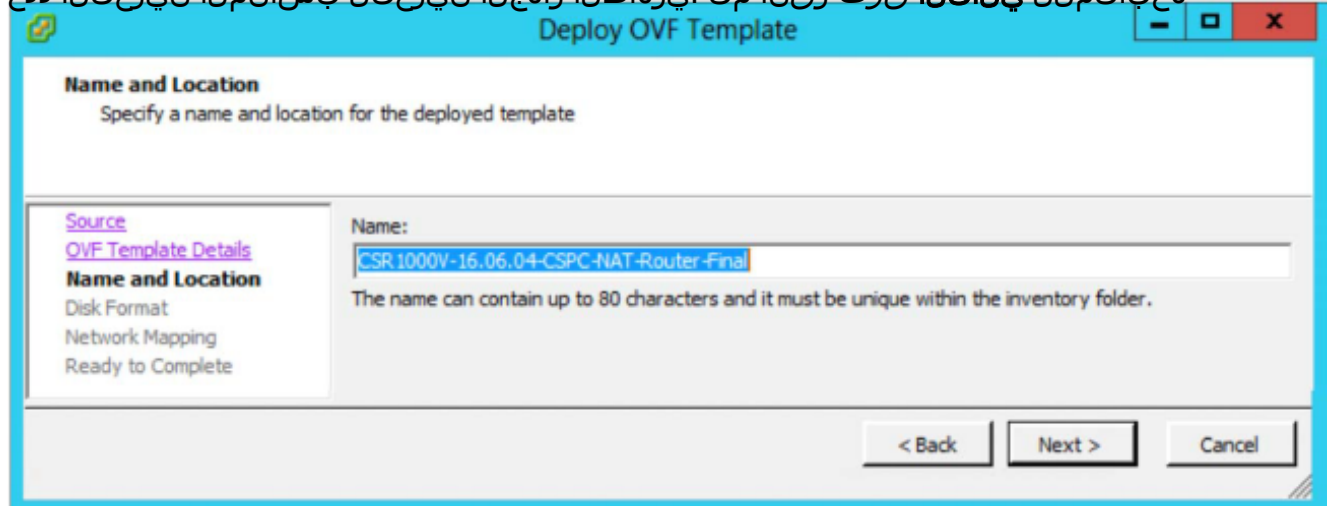 Deploy OVF Template
Name and Location
Specify a name and location for the deployed template
Source
OVF Template Details
Name and Location
Disk Format
Network Mapping
Ready to Complete
Name:
CSR1000V-16.06.04-CSPC-NAT-Router-Final
The name can contain up to 80 characters and it must be unique within the inventory folder.
< Back Next > Cancel